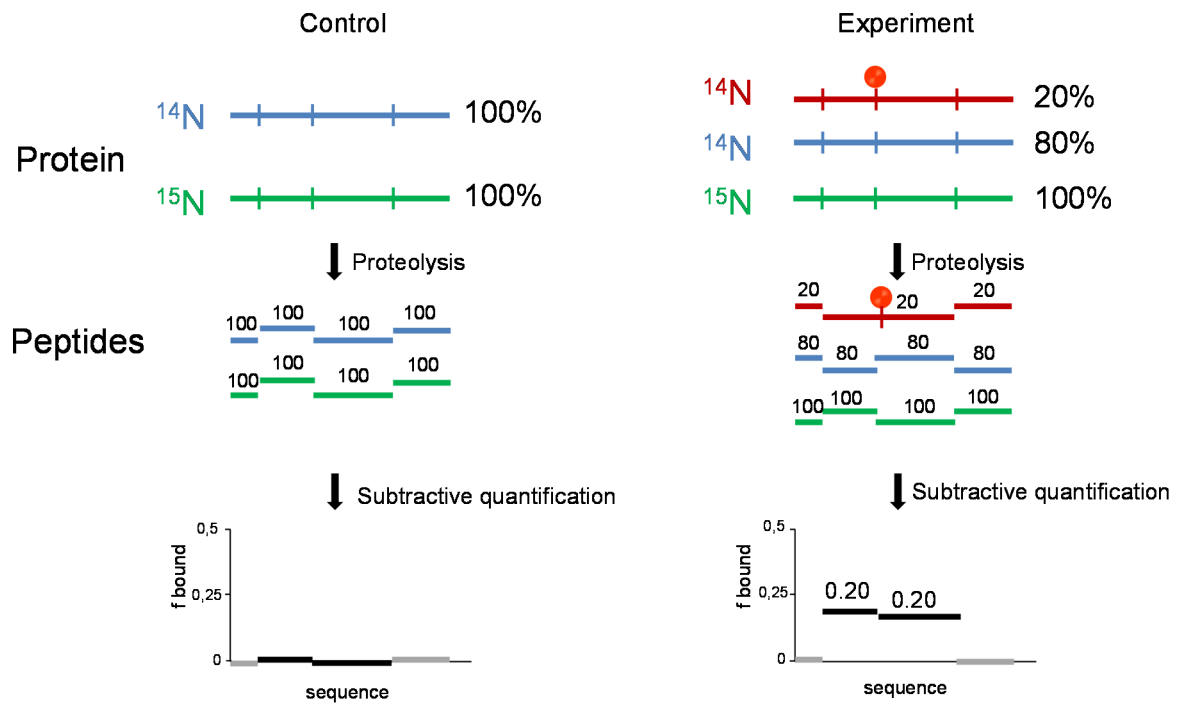 Control
Experiment
Protein
¹⁴N 100%
¹⁵N 100%
¹⁴N 20%
¹⁴N 80%
¹⁵N 100%
Proteolysis
Proteolysis
Peptides
100 100 100 100
100 100 100 100
20 20 20
80 80 80 80
100 100 100 100
Subtractive quantification
Subtractive quantification
f bound
0,5
0,25
0
sequence
f bound
0,5
0,25
0
0.20 0.20
sequence